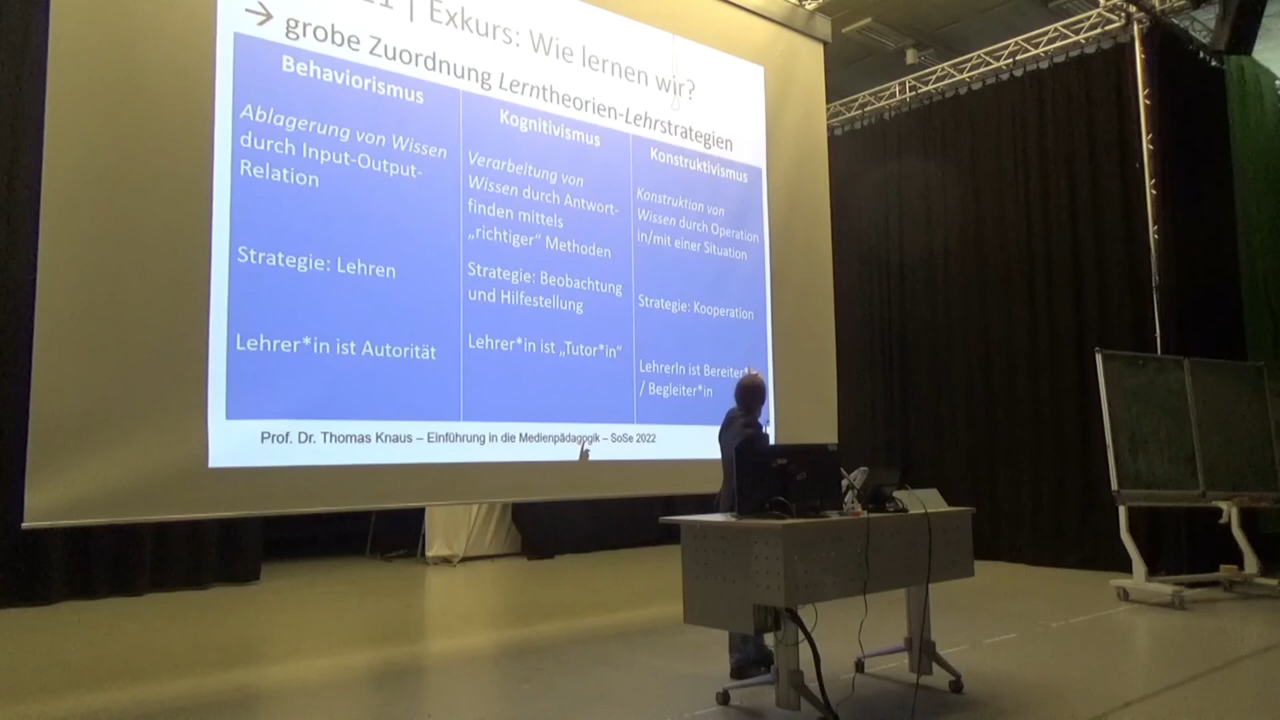 | Exkurs: Wie lernen wir?
→ grobe Zuordnung Lerntheorien-Lehrstrategien
Behaviorismus
Ablagerung von Wissen
durch Input-Output-
Relation
Strategie: Lehren
Lehrer*in ist Autorität
Kognitivismus
Verarbeitung von
Wissen durch Antwort-
finden mittels
„richtiger“ Methoden
Strategie: Beobachtung
und Hilfestellung
Lehrer*in ist „Tutor*in“
Konstruktivismus
Konstruktion von
Wissen durch Operation
in/mit einer Situation
Strategie: Kooperation
LehrerIn ist
/ Begleiter*in
Prof. Dr. Thomas Knaus – Einführung in die Medienpädagogik – SoSe 2022